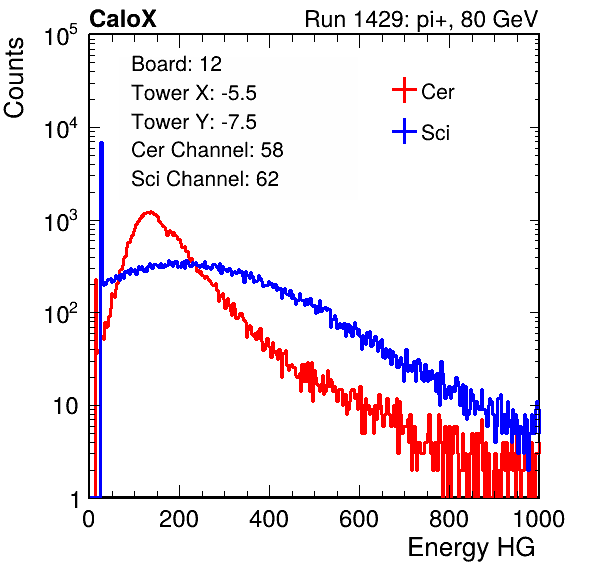 CaloX Run 1429: pi+, 80 GeV
Counts
Board: 12
Tower X: -5.5
Tower Y: -7.5
Cer Channel: 58
Sci Channel: 62
Cer
Sci
10^5
10^4
10^3
10^2
10
1
0 200 400 600 800 1000
Energy HG